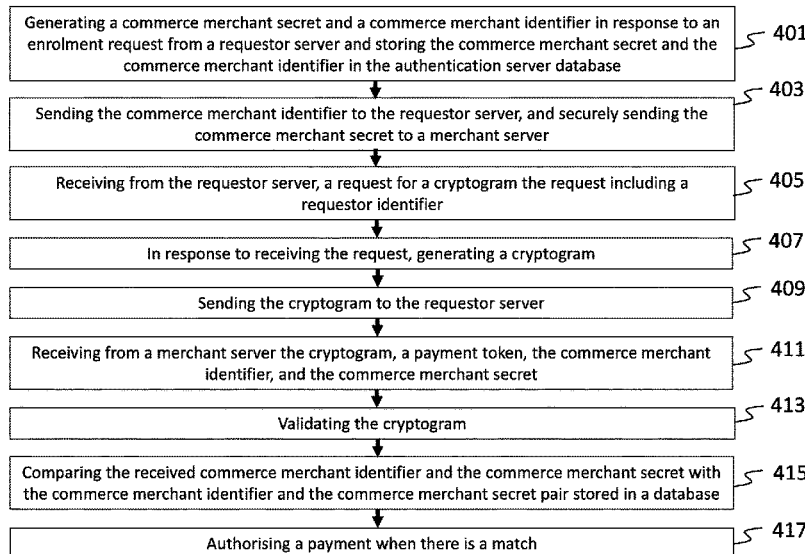 Generating a commerce merchant secret and a commerce merchant identifier in response to an
enrolment request from a requestor server and storing the commerce merchant secret and the
commerce merchant identifier in the authentication server database
401
403
Sending the commerce merchant identifier to the requestor server, and securely sending the
commerce merchant secret to a merchant server
Receiving from the requestor server, a request for a cryptogram the request including a
requestor identifier
405
In response to receiving the request, generating a cryptogram
407
Sending the cryptogram to the requestor server
409
Receiving from a merchant server the cryptogram, a payment token, the commerce merchant
identifier, and the commerce merchant secret
411
Validating the cryptogram
413
Comparing the received commerce merchant identifier and the commerce merchant secret with
the commerce merchant identifier and the commerce merchant secret pair stored in a database
415
Authorising a payment when there is a match
417